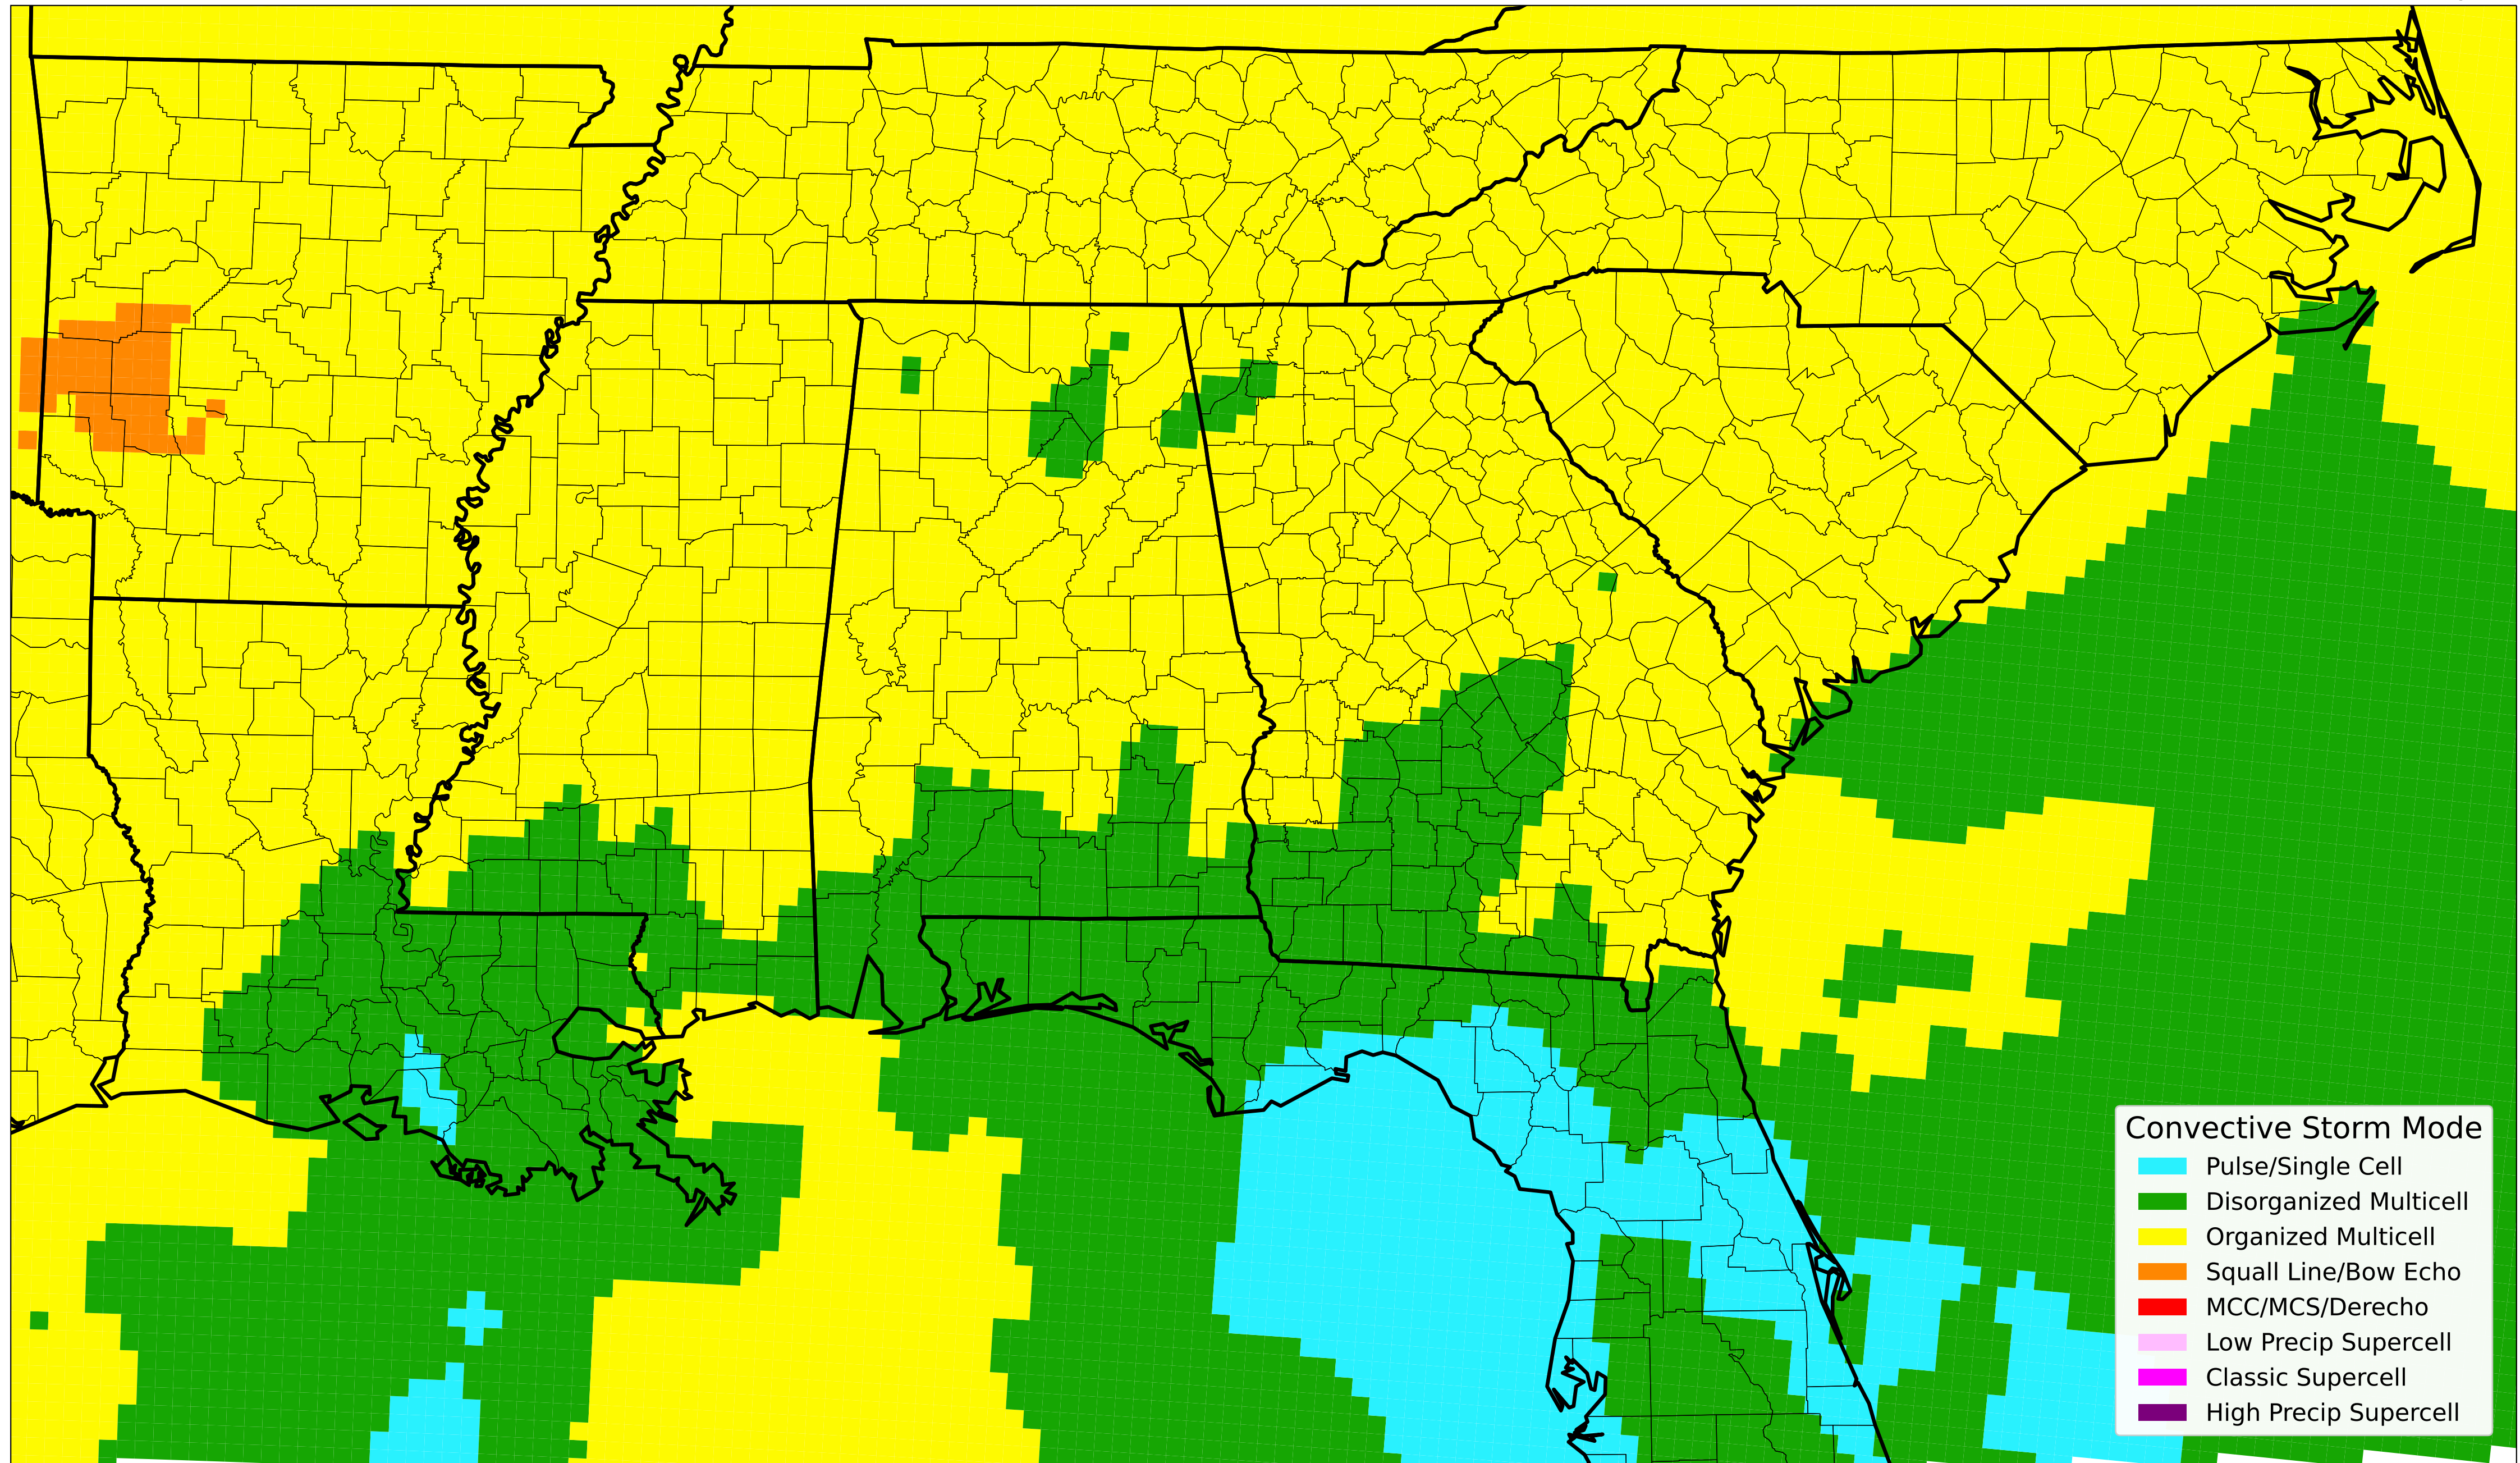 Convective Storm Mode
Pulse/Single Cell
Disorganized Multicell
Organized Multicell
Squall Line/Bow Echo
MCC/MCS/Derecho
Low Precip Supercell
Classic Supercell
High Precip Supercell